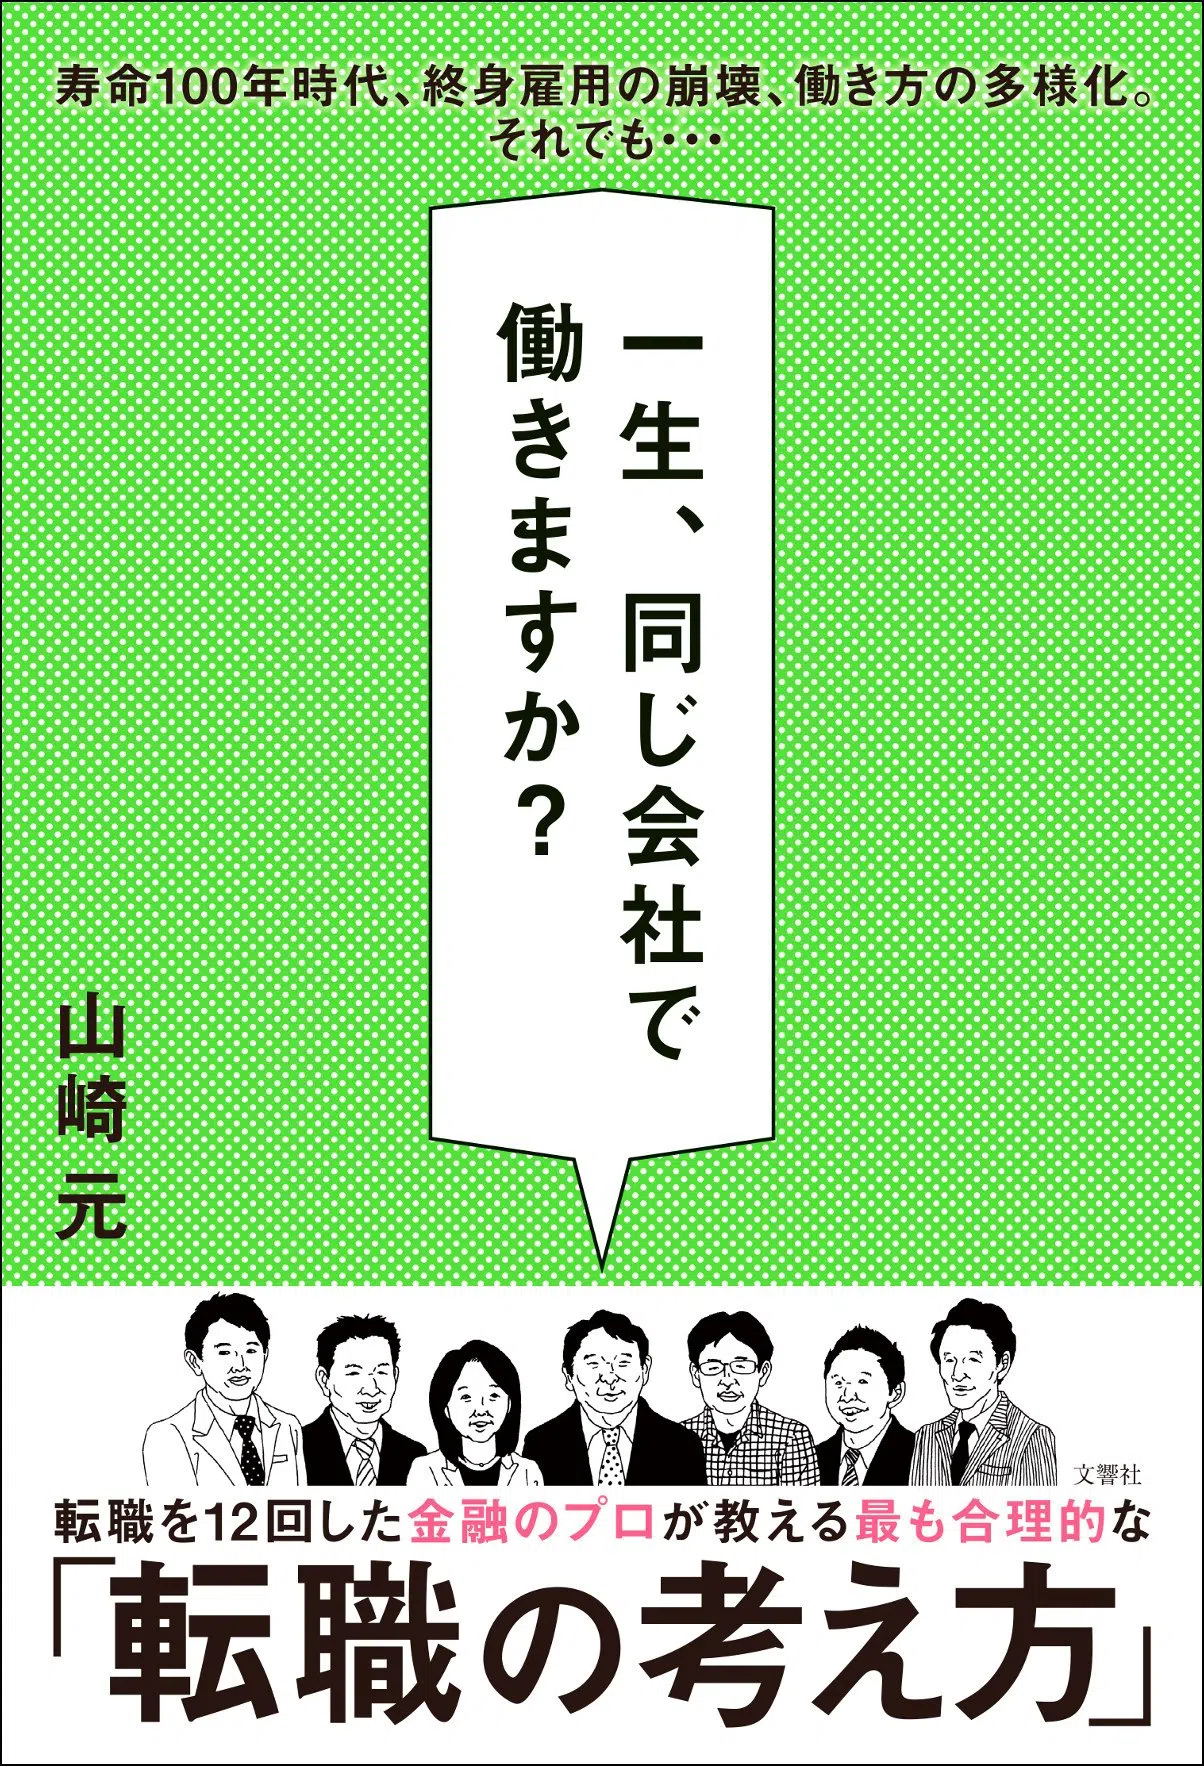 寿命100年時代、終身雇用の崩壊、働き方の多様化。
それでも・・・
一生、同じ会社で
働きますか?
山崎 元
文響社
転職を12回した金融のプロが教える最も合理的な
「転職の考え方」